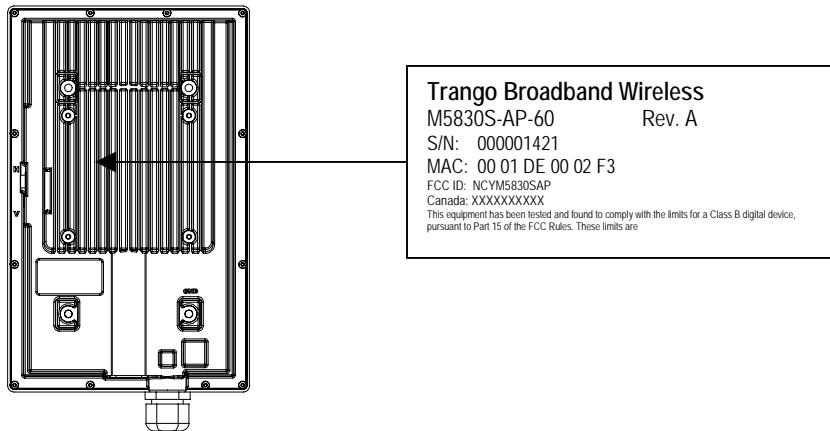 Trango Broadband Wireless
M5830S-AP-60 Rev. A
S/N: 000001421
MAC: 00 01 DE 00 02 F3
FCC ID: NCYM5830SAP
Canada: XXXXXXXXXX
This equipment has been tested and found to comply with the limits for a Class B digital device,
pursuant to Part 15 of the FCC Rules. These limits are
H
V
GND